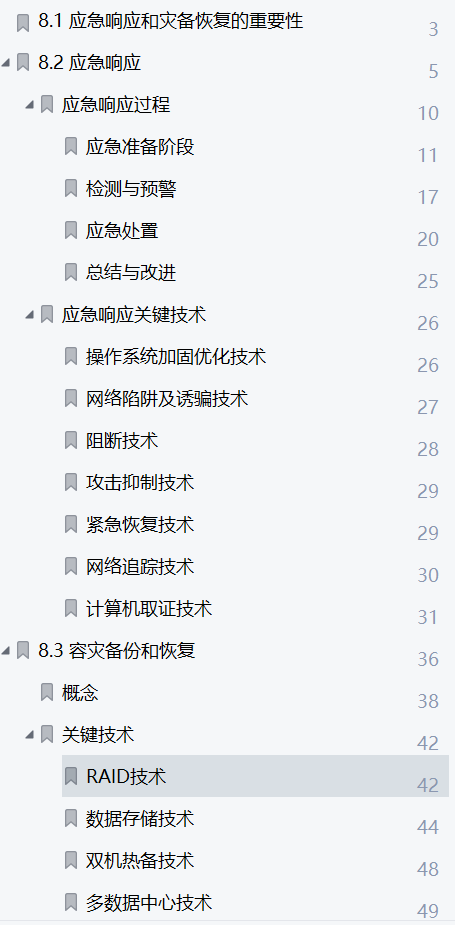 8.1 应急响应和灾备恢复的重要性 3
8.2 应急响应 5
应急响应过程 10
应急准备阶段 11
检测与预警 17
应急处置 20
总结与改进 25
应急响应关键技术 26
操作系统加固优化技术 26
网络陷阱及诱骗技术 27
阻断技术 28
攻击抑制技术 29
紧急恢复技术 29
网络追踪技术 30
计算机取证技术 31
8.3 容灾备份和恢复 36
概念 38
关键技术 42
RAID技术 42
数据存储技术 44
双机热备技术 48
多数据中心技术 49